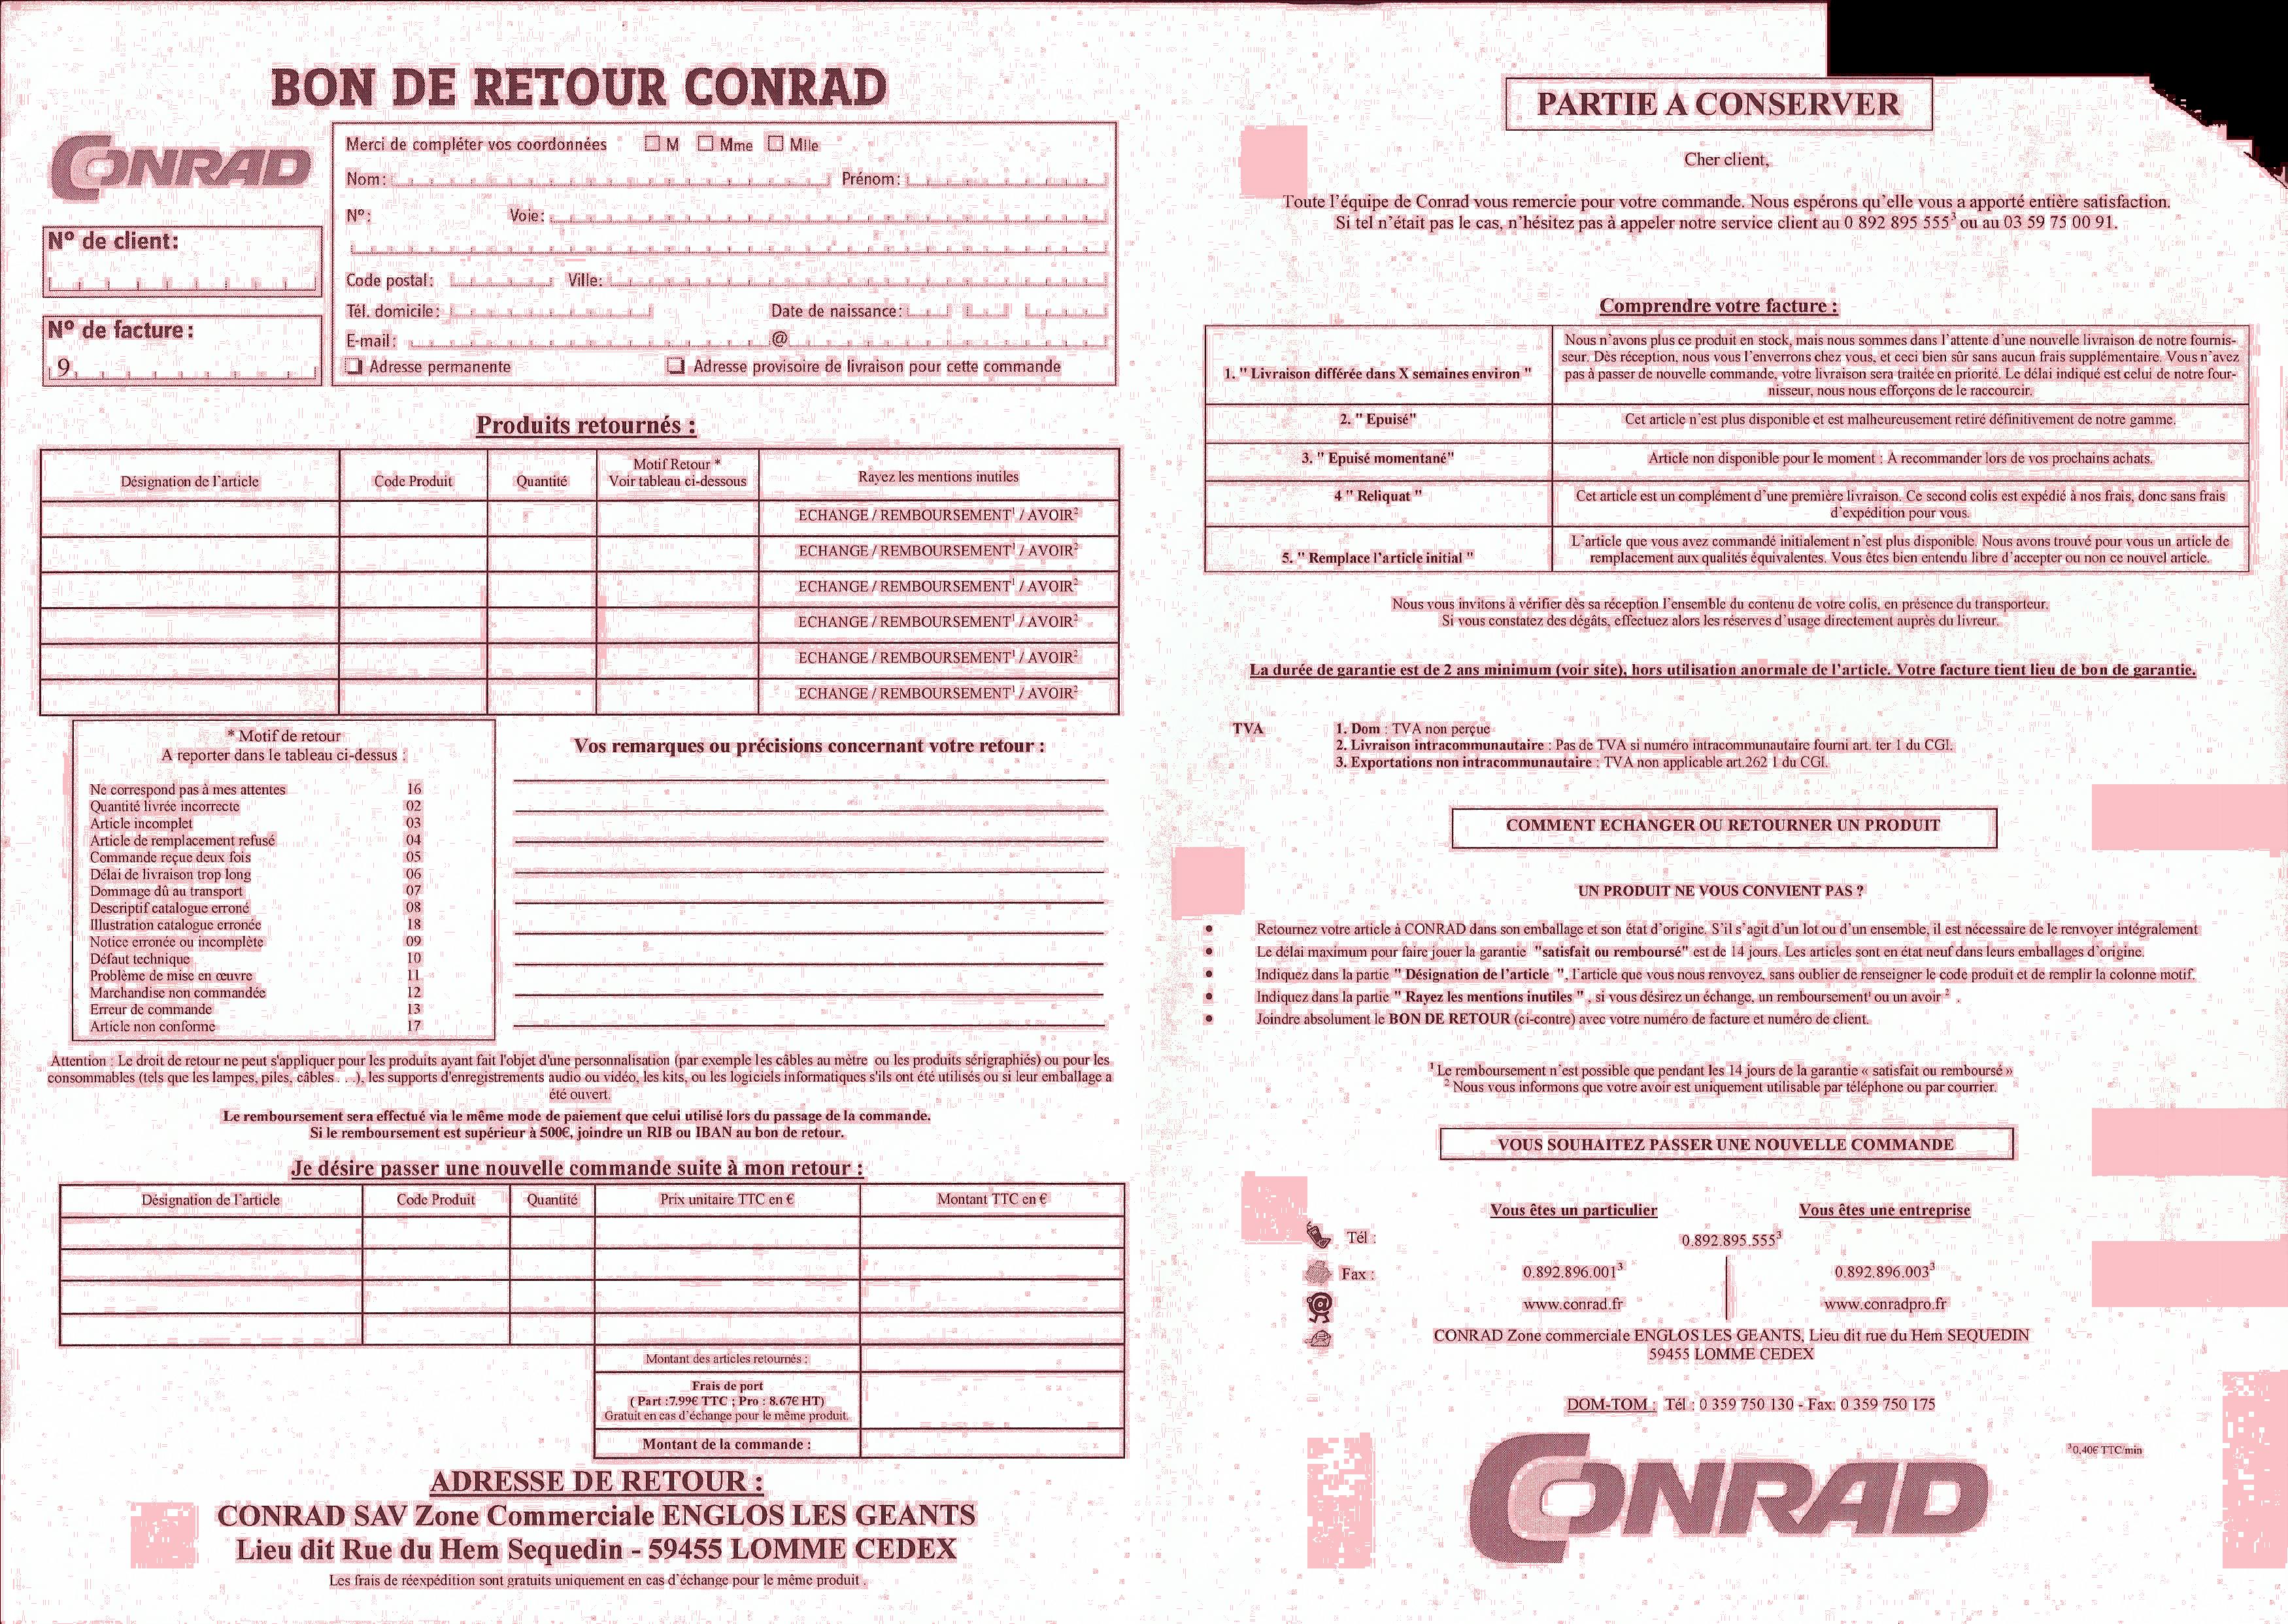 BON DE RETOUR CONRAD
CONRAD
N° de client:
N° de facture:
9
Merci de compléter vos coordonnées M Mme Mlle
Nom: Prénom:
N°: Voie:
Code postal: Ville:
Tél. domicile: Date de naissance:
E-mail: @
Adresse permanente Adresse provisoire de livraison pour cette commande
Produits retournés :
Désignation de l'article Code Produit Quantité Motif Retour * Rayez les mentions inutiles
Voir tableau ci-dessous
ECHANGE / REMBOURSEMENT¹ / AVOIR²
ECHANGE / REMBOURSEMENT¹ / AVOIR²
ECHANGE / REMBOURSEMENT¹ / AVOIR²
ECHANGE / REMBOURSEMENT¹ / AVOIR²
ECHANGE / REMBOURSEMENT¹ / AVOIR²
ECHANGE / REMBOURSEMENT¹ / AVOIR²
* Motif de retour
A reporter dans le tableau ci-dessus :
Ne correspond pas à mes attentes 16
Quantité livrée incorrecte 02
Article incomplet 03
Article de remplacement refusé 04
Commande reçue deux fois 05
Délai de livraison trop long 06
Dommage dû au transport 07
Descriptif catalogue erroné 08
Illustration catalogue erronée 18
Notice erronée ou incomplète 09
Défaut technique 10
Problème de mise en œuvre 11
Marchandise non commandée 12
Erreur de commande 13
Article non conforme 17
Vos remarques ou précisions concernant votre retour :
Attention : Le droit de retour ne peut s'appliquer pour les produits ayant fait l'objet d'une personnalisation (par exemple les câbles au mètre ou les produits sérigraphiés) ou pour les
consommables (tels que les lampes, piles, câbles . . .), les supports d'enregistrements audio ou vidéo, les kits, ou les logiciels informatiques s'ils ont été utilisés ou si leur emballage a
été ouvert.
Le remboursement sera effectué via le même mode de paiement que celui utilisé lors du passage de la commande.
Si le remboursement est supérieur à 500€, joindre un RIB ou IBAN au bon de retour.
Je désire passer une nouvelle commande suite à mon retour :
Désignation de l'article Code Produit Quantité Prix unitaire TTC en € Montant TTC en €
Montant des articles retournés :
Frais de port
( Part :7.99€ TTC ; Pro : 8.67€ HT)
Gratuit en cas d'échange pour le même produit.
Montant de la commande :
ADRESSE DE RETOUR :
CONRAD SAV Zone Commerciale ENGLOS LES GEANTS
Lieu dit Rue du Hem Sequedin - 59455 LOMME CEDEX
Les frais de réexpédition sont gratuits uniquement en cas d'échange pour le même produit .
PARTIE A CONSERVER
Cher client,
Toute l'équipe de Conrad vous remercie pour votre commande. Nous espérons qu'elle vous a apporté entière satisfaction.
Si tel n'était pas le cas, n'hésitez pas à appeler notre service client au 0 892 895 555³ ou au 03 59 75 00 91.
Comprendre votre facture :
1. " Livraison différée dans X semaines environ "
Nous n'avons plus ce produit en stock, mais nous sommes dans l'attente d'une nouvelle livraison de notre fournis-
seur. Dès réception, nous vous l'enverrons chez vous, et ceci bien sûr sans aucun frais supplémentaire. Vous n'avez
pas à passer de nouvelle commande, votre livraison sera traitée en priorité. Le délai indiqué est celui de notre four-
nisseur, nous nous efforçons de le raccourcir.
2. " Epuisé" Cet article n'est plus disponible et est malheureusement retiré définitivement de notre gamme.
3. " Epuisé momentané" Article non disponible pour le moment : A recommander lors de vos prochains achats.
4 " Reliquat " Cet article est un complément d'une première livraison. Ce second colis est expédié à nos frais, donc sans frais
d'expédition pour vous.
5. " Remplace l'article initial "
L'article que vous avez commandé initialement n'est plus disponible. Nous avons trouvé pour vous un article de
remplacement aux qualités équivalentes. Vous êtes bien entendu libre d'accepter ou non ce nouvel article.
Nous vous invitons à vérifier dès sa réception l'ensemble du contenu de votre colis, en présence du transporteur.
Si vous constatez des dégâts, effectuez alors les réserves d'usage directement auprès du livreur.
La durée de garantie est de 2 ans minimum (voir site), hors utilisation anormale de l'article. Votre facture tient lieu de bon de garantie.
TVA 1. Dom : TVA non perçue
2. Livraison intracommunautaire : Pas de TVA si numéro intracommunautaire fourni art. ter 1 du CGI.
3. Exportations non intracommunautaire : TVA non applicable art.262 1 du CGI.
COMMENT ECHANGER OU RETOURNER UN PRODUIT
UN PRODUIT NE VOUS CONVIENT PAS ?
• Retournez votre article à CONRAD dans son emballage et son état d'origine. S'il s'agit d'un lot ou d'un ensemble, il est nécessaire de le renvoyer intégralement
• Le délai maximum pour faire jouer la garantie "satisfait ou remboursé" est de 14 jours. Les articles sont en état neuf dans leurs emballages d'origine.
• Indiquez dans la partie " Désignation de l'article ", l'article que vous nous renvoyez, sans oublier de renseigner le code produit et de remplir la colonne motif.
• Indiquez dans la partie " Rayez les mentions inutiles " , si vous désirez un échange, un remboursement¹ ou un avoir ² .
• Joindre absolument le BON DE RETOUR (ci-contre) avec votre numéro de facture et numéro de client.
¹ Le remboursement n'est possible que pendant les 14 jours de la garantie « satisfait ou remboursé »
² Nous vous informons que votre avoir est uniquement utilisable par téléphone ou par courrier.
VOUS SOUHAITEZ PASSER UNE NOUVELLE COMMANDE
Vous êtes un particulier Vous êtes une entreprise
Tél : 0.892.895.555³
Fax : 0.892.896.001³ 0.892.896.003³
www.conrad.fr www.conradpro.fr
CONRAD Zone commerciale ENGLOS LES GEANTS, Lieu dit rue du Hem SEQUEDIN
59455 LOMME CEDEX
DOM-TOM : Tél : 0 359 750 130 - Fax: 0 359 750 175
³ 0,40€ TTC/min
CONRAD